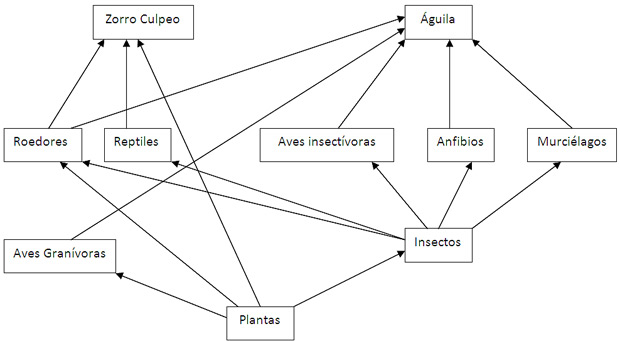 Zorro Culpeo
Águila
Roedores
Reptiles
Aves insectívoras
Anfibios
Murciélagos
Insectos
Aves Granívoras
Plantas